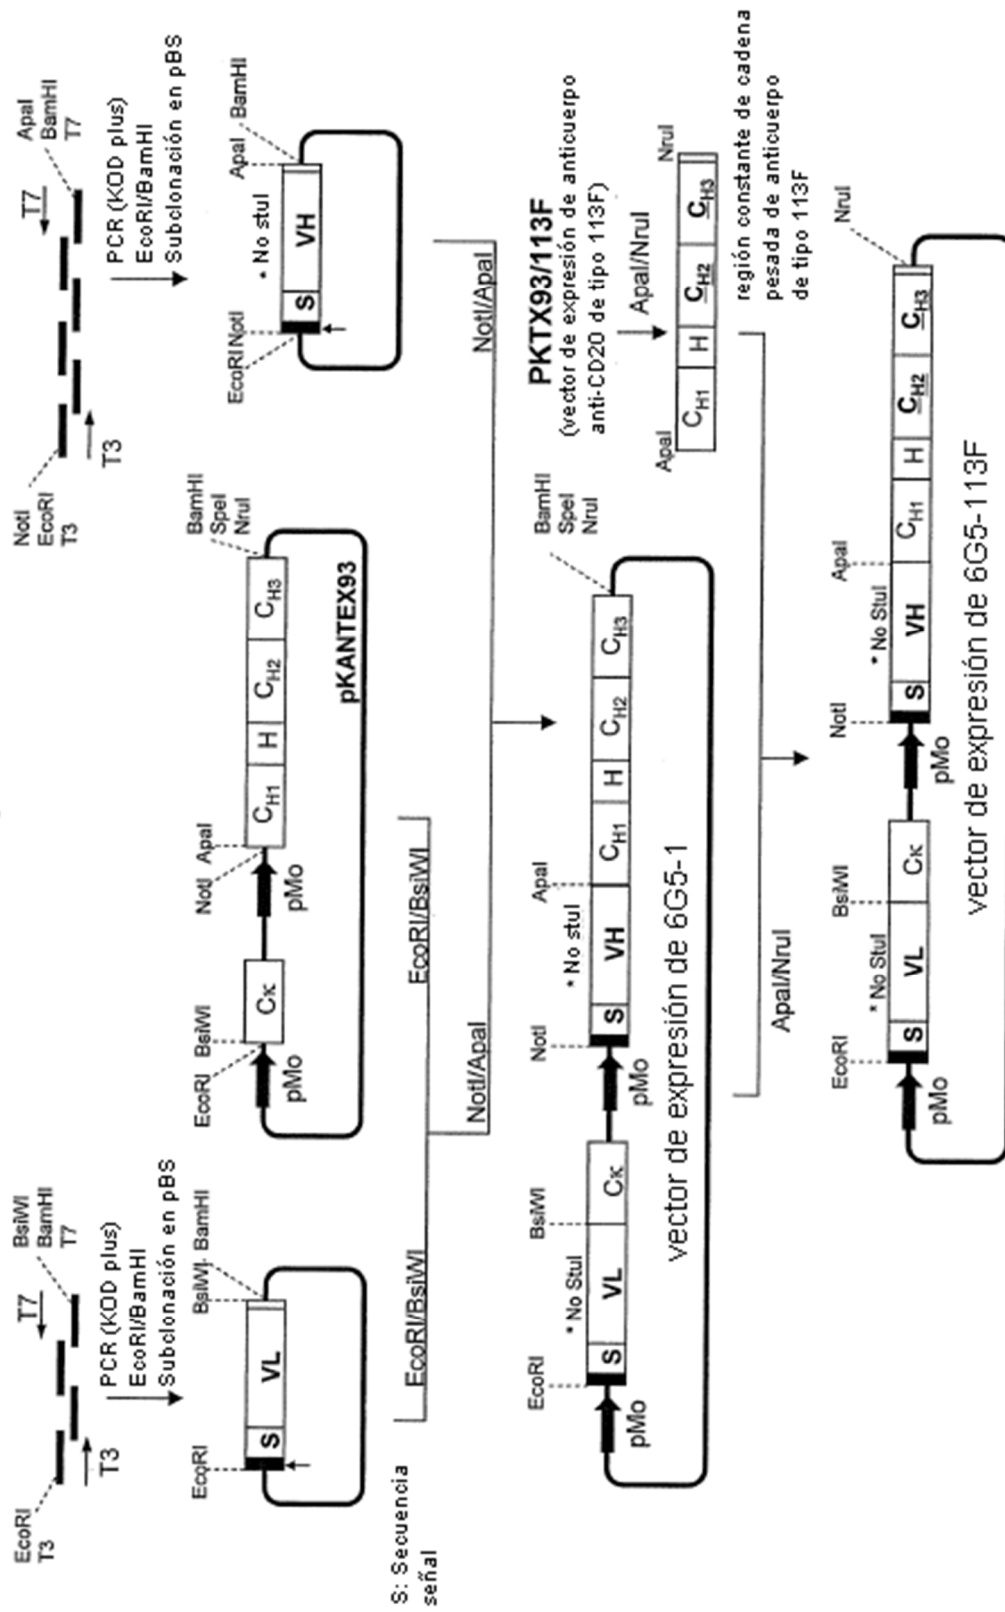 EcoRI
T3
T3
T7
BsiWI
BamHI
T7
PCR (KOD plus)
EcoRI/BamHI
Subclonación en pBS
EcoRI
BsiWI
BamHI
S
VL
S: Secuencia
señal
EcoRI
BsiWI
NotI
ApaI
BamHI
SpeI
NruI
pMo
Cκ
pMo
CH1
H
CH2
CH3
pKANTEX93
NotI
EcoRI
T3
T3
T7
ApaI
BamHI
T7
PCR (KOD plus)
EcoRI/BamHI
Subclonación en pBS
EcoRI
NotI
* No stuI
ApaI
BamHI
S
VH
EcoRI/BsiWI
EcoRI/BsiWI
NotI/ApaI
NotI/ApaI
EcoRI
* No StuI
BsiWI
NotI
* No stuI
ApaI
BamHI
SpeI
NruI
pMo
S
VL
Cκ
pMo
S
VH
CH1
H
CH2
CH3
vector de expresión de 6G5-1
PKTX93/113F
(vector de expresión de anticuerpo
anti-CD20 de tipo 113F)
ApaI/NruI
ApaI
NruI
CH1
H
CH2
CH3
región constante de cadena
pesada de anticuerpo
de tipo 113F
ApaI/NruI
EcoRI
* No StuI
BsiWI
NotI
* No StuI
ApaI
NruI
pMo
S
VL
Cκ
pMo
S
VH
CH1
H
CH2
CH3
vector de expresión de 6G5-113F